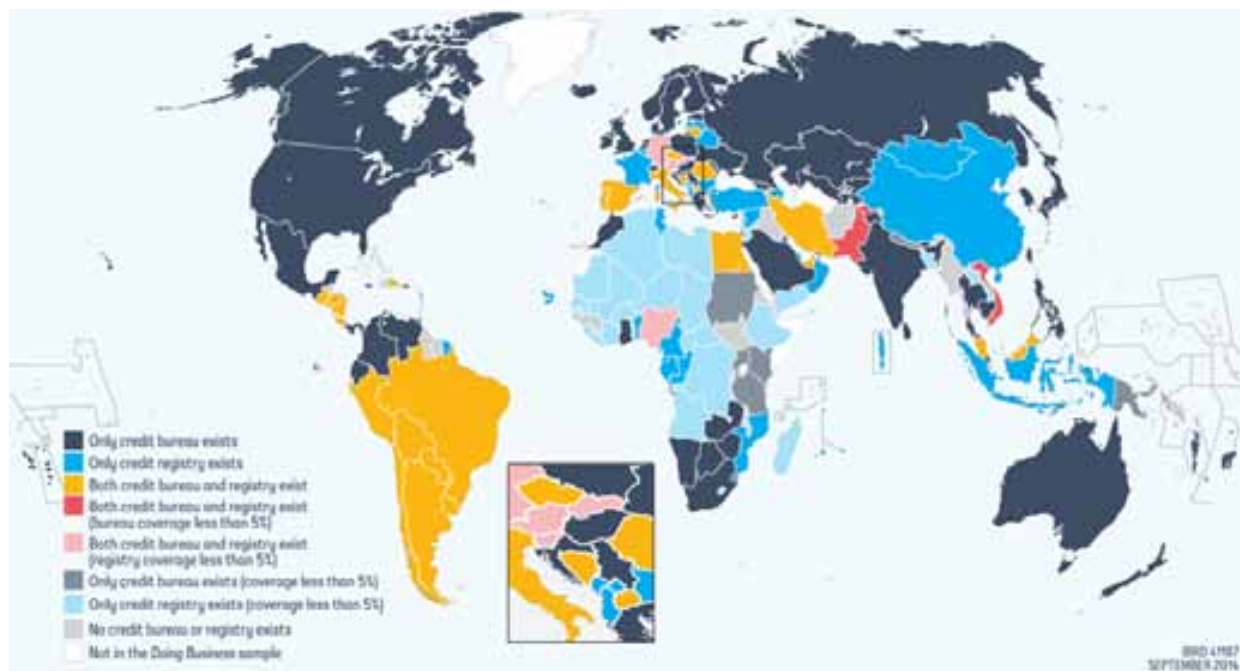 Only credit bureau exists
Only credit registry exists
Both credit bureau and registry exist
Both credit bureau and registry exist
(bureau coverage less than 5%)
Both credit bureau and registry exist
(registry coverage less than 5%)
Only credit bureau exists (coverage less than 5%)
Only credit registry exists (coverage less than 5%)
No credit bureau or registry exists
Not in the Doing Business sample
IBRD 41187
SEPTEMBER 2014